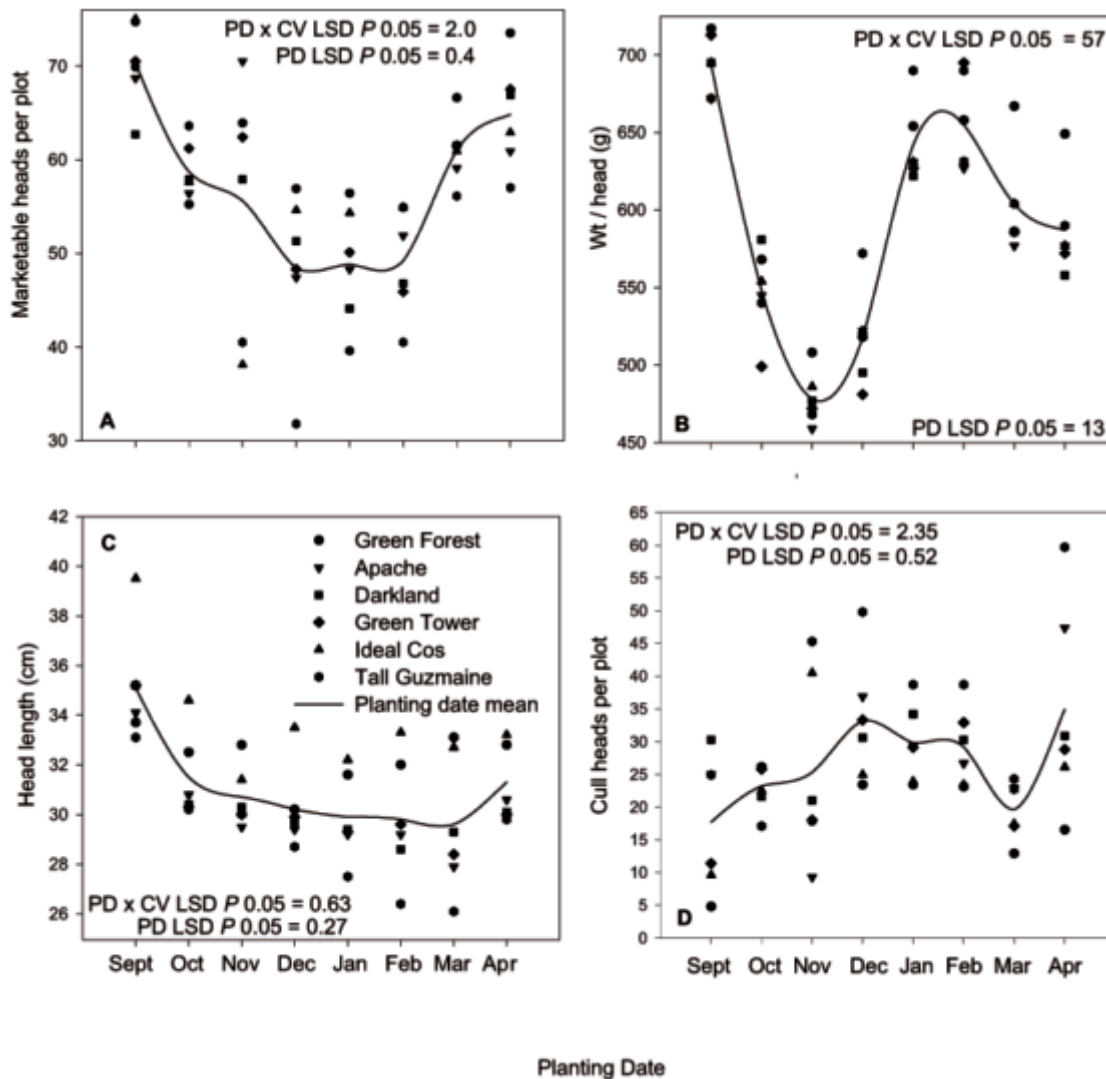 PD x CV LSD P 0.05 = 2.0
PD LSD P 0.05 = 0.4
Marketable heads per plot
70
60
50
40
30
A
PD x CV LSD P 0.05 = 57
Wt / head (g)
700
650
600
550
500
450
B
PD LSD P 0.05 = 13
Head length (cm)
42
40
38
36
34
32
30
28
26
C
Green Forest
Apache
Darkland
Green Tower
Ideal Cos
Tall Guzmaine
Planting date mean
PD x CV LSD P 0.05 = 0.63
PD LSD P 0.05 = 0.27
Sept Oct Nov Dec Jan Feb Mar Apr
PD x CV LSD P 0.05 = 2.35
PD LSD P 0.05 = 0.52
Cull heads per plot
65
60
55
50
45
40
35
30
25
20
15
10
5
0
D
Sept Oct Nov Dec Jan Feb Mar Apr
Planting Date